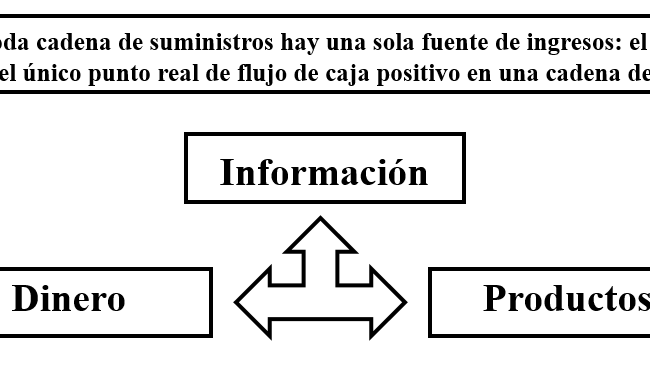 da cadena de suministros hay una sola fuente de ingresos: el
el único punto real de flujo de caja positivo en una cadena de
Información
Dinero
Productos